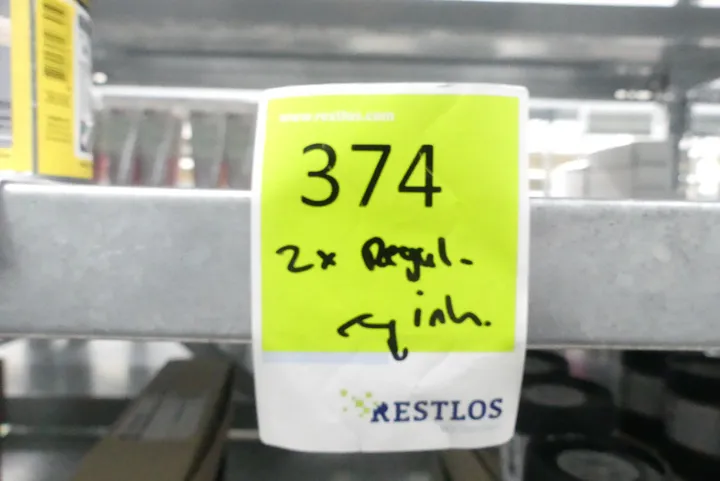 www.restlos.com
374
2x Regal-
inh.
RESTLOS